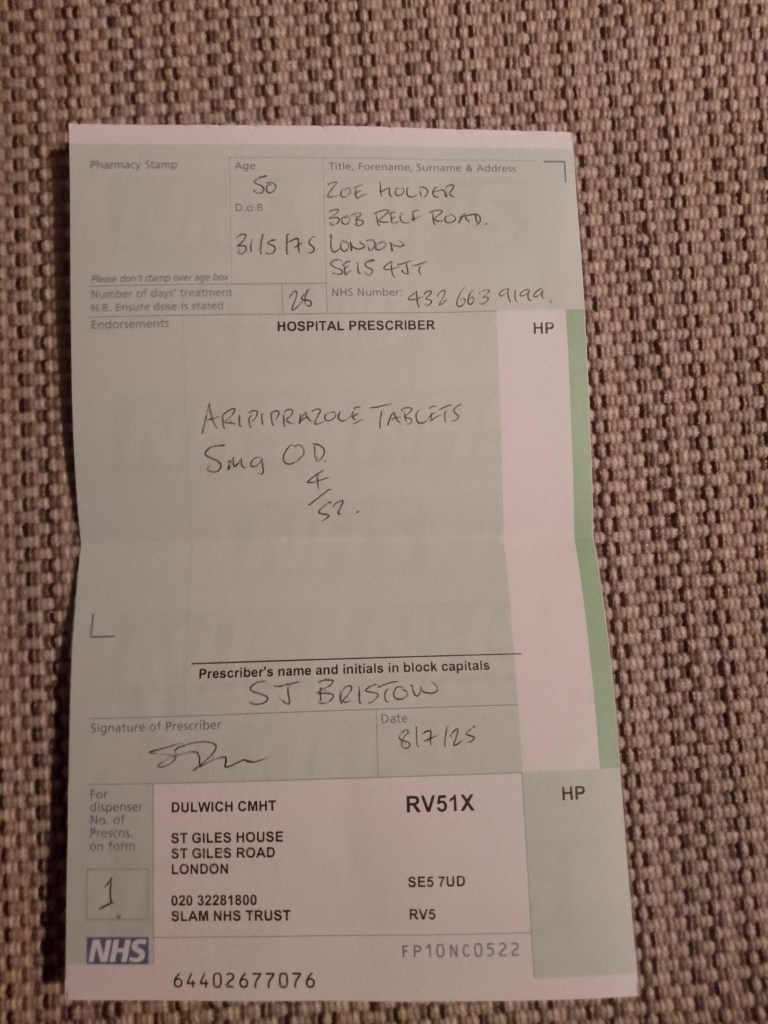 Pharmacy Stamp
Age
50
D.o.B
31/5/75
Title, Forename, Surname & Address
ZOE HOLDER
30B RELF ROAD.
LONDON
SE15 4JT
Please don't stamp over age box
Number of days' treatment
N.B. Ensure dose is stated
28
NHS Number: 432 663 9199.
Endorsements
HOSPITAL PRESCRIBER
HP
ARIPIPRAZOLE TABLETS
5mg OD
4/52.
Prescriber's name and initials in block capitals
SJ BRISTOW
Signature of Prescriber
Date
8/7/25
For
dispenser
No. of
Prescns.
on form
1
DULWICH CMHT
RV51X
HP
ST GILES HOUSE
ST GILES ROAD
LONDON
SE5 7UD
020 32281800
SLAM NHS TRUST
RV5
NHS
FP10NC0522
64402677076